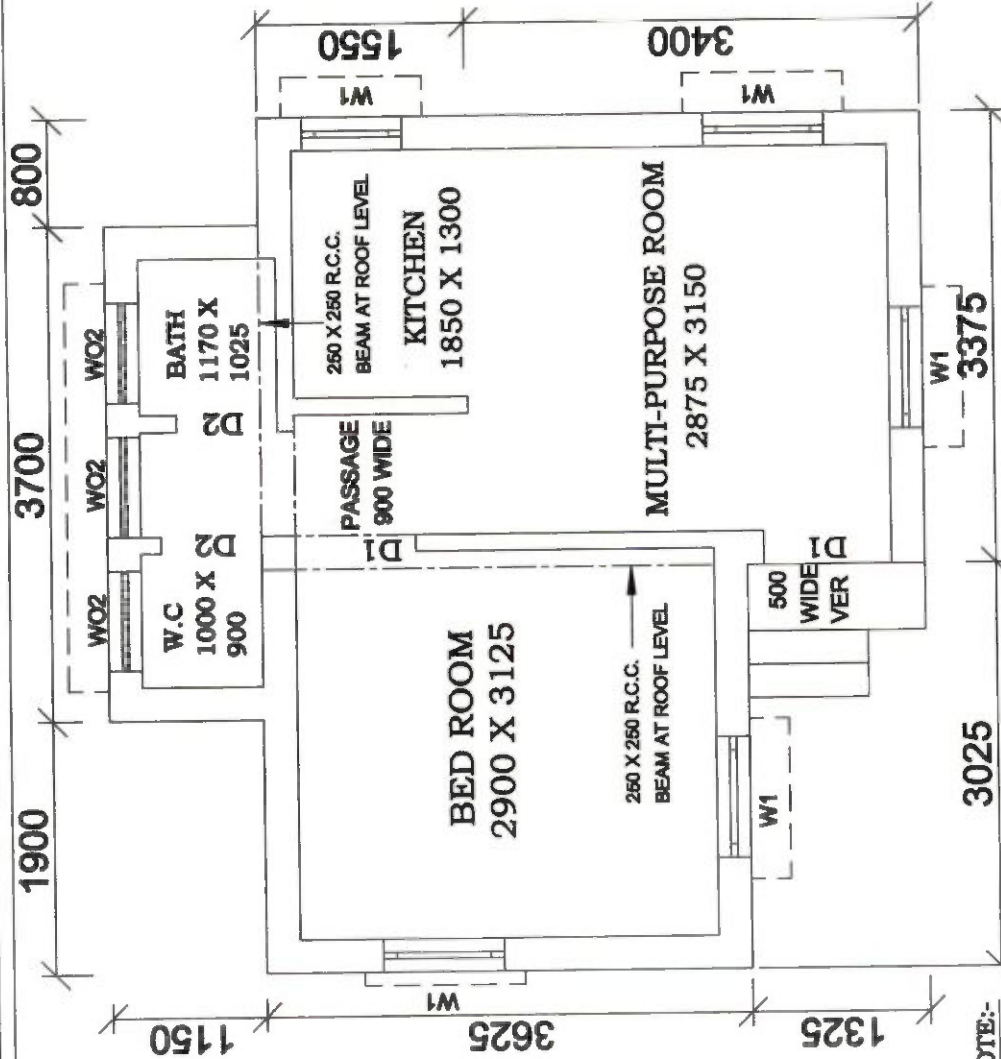 1900
3700
800
1550
3400
1150
3625
1325
3025
3375
WO2
WO2
WO2
W.C
1000 X
900
D2
D2
BATH
1170 X
1025
W1
W1
250 X 250 R.C.C.
BEAM AT ROOF LEVEL
KITCHEN
1850 X 1300
PASSAGE
900 WIDE
D1
MULTI-PURPOSE ROOM
2875 X 3150
BED ROOM
2900 X 3125
250 X 250 R.C.C.
BEAM AT ROOF LEVEL
D1
500
WIDE
VER
W1
W1
W1
OTE:-